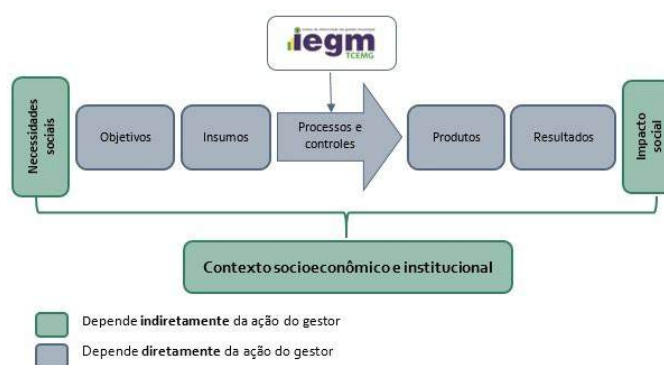 iegm
TCEMG
Necessidades
sociais
Objetivos
Insumos
Processos e
controles
Produtos
Resultados
Impacto
social
Contexto socioeconômico e institucional
Depende indiretamente da ação do gestor
Depende diretamente da ação do gestor